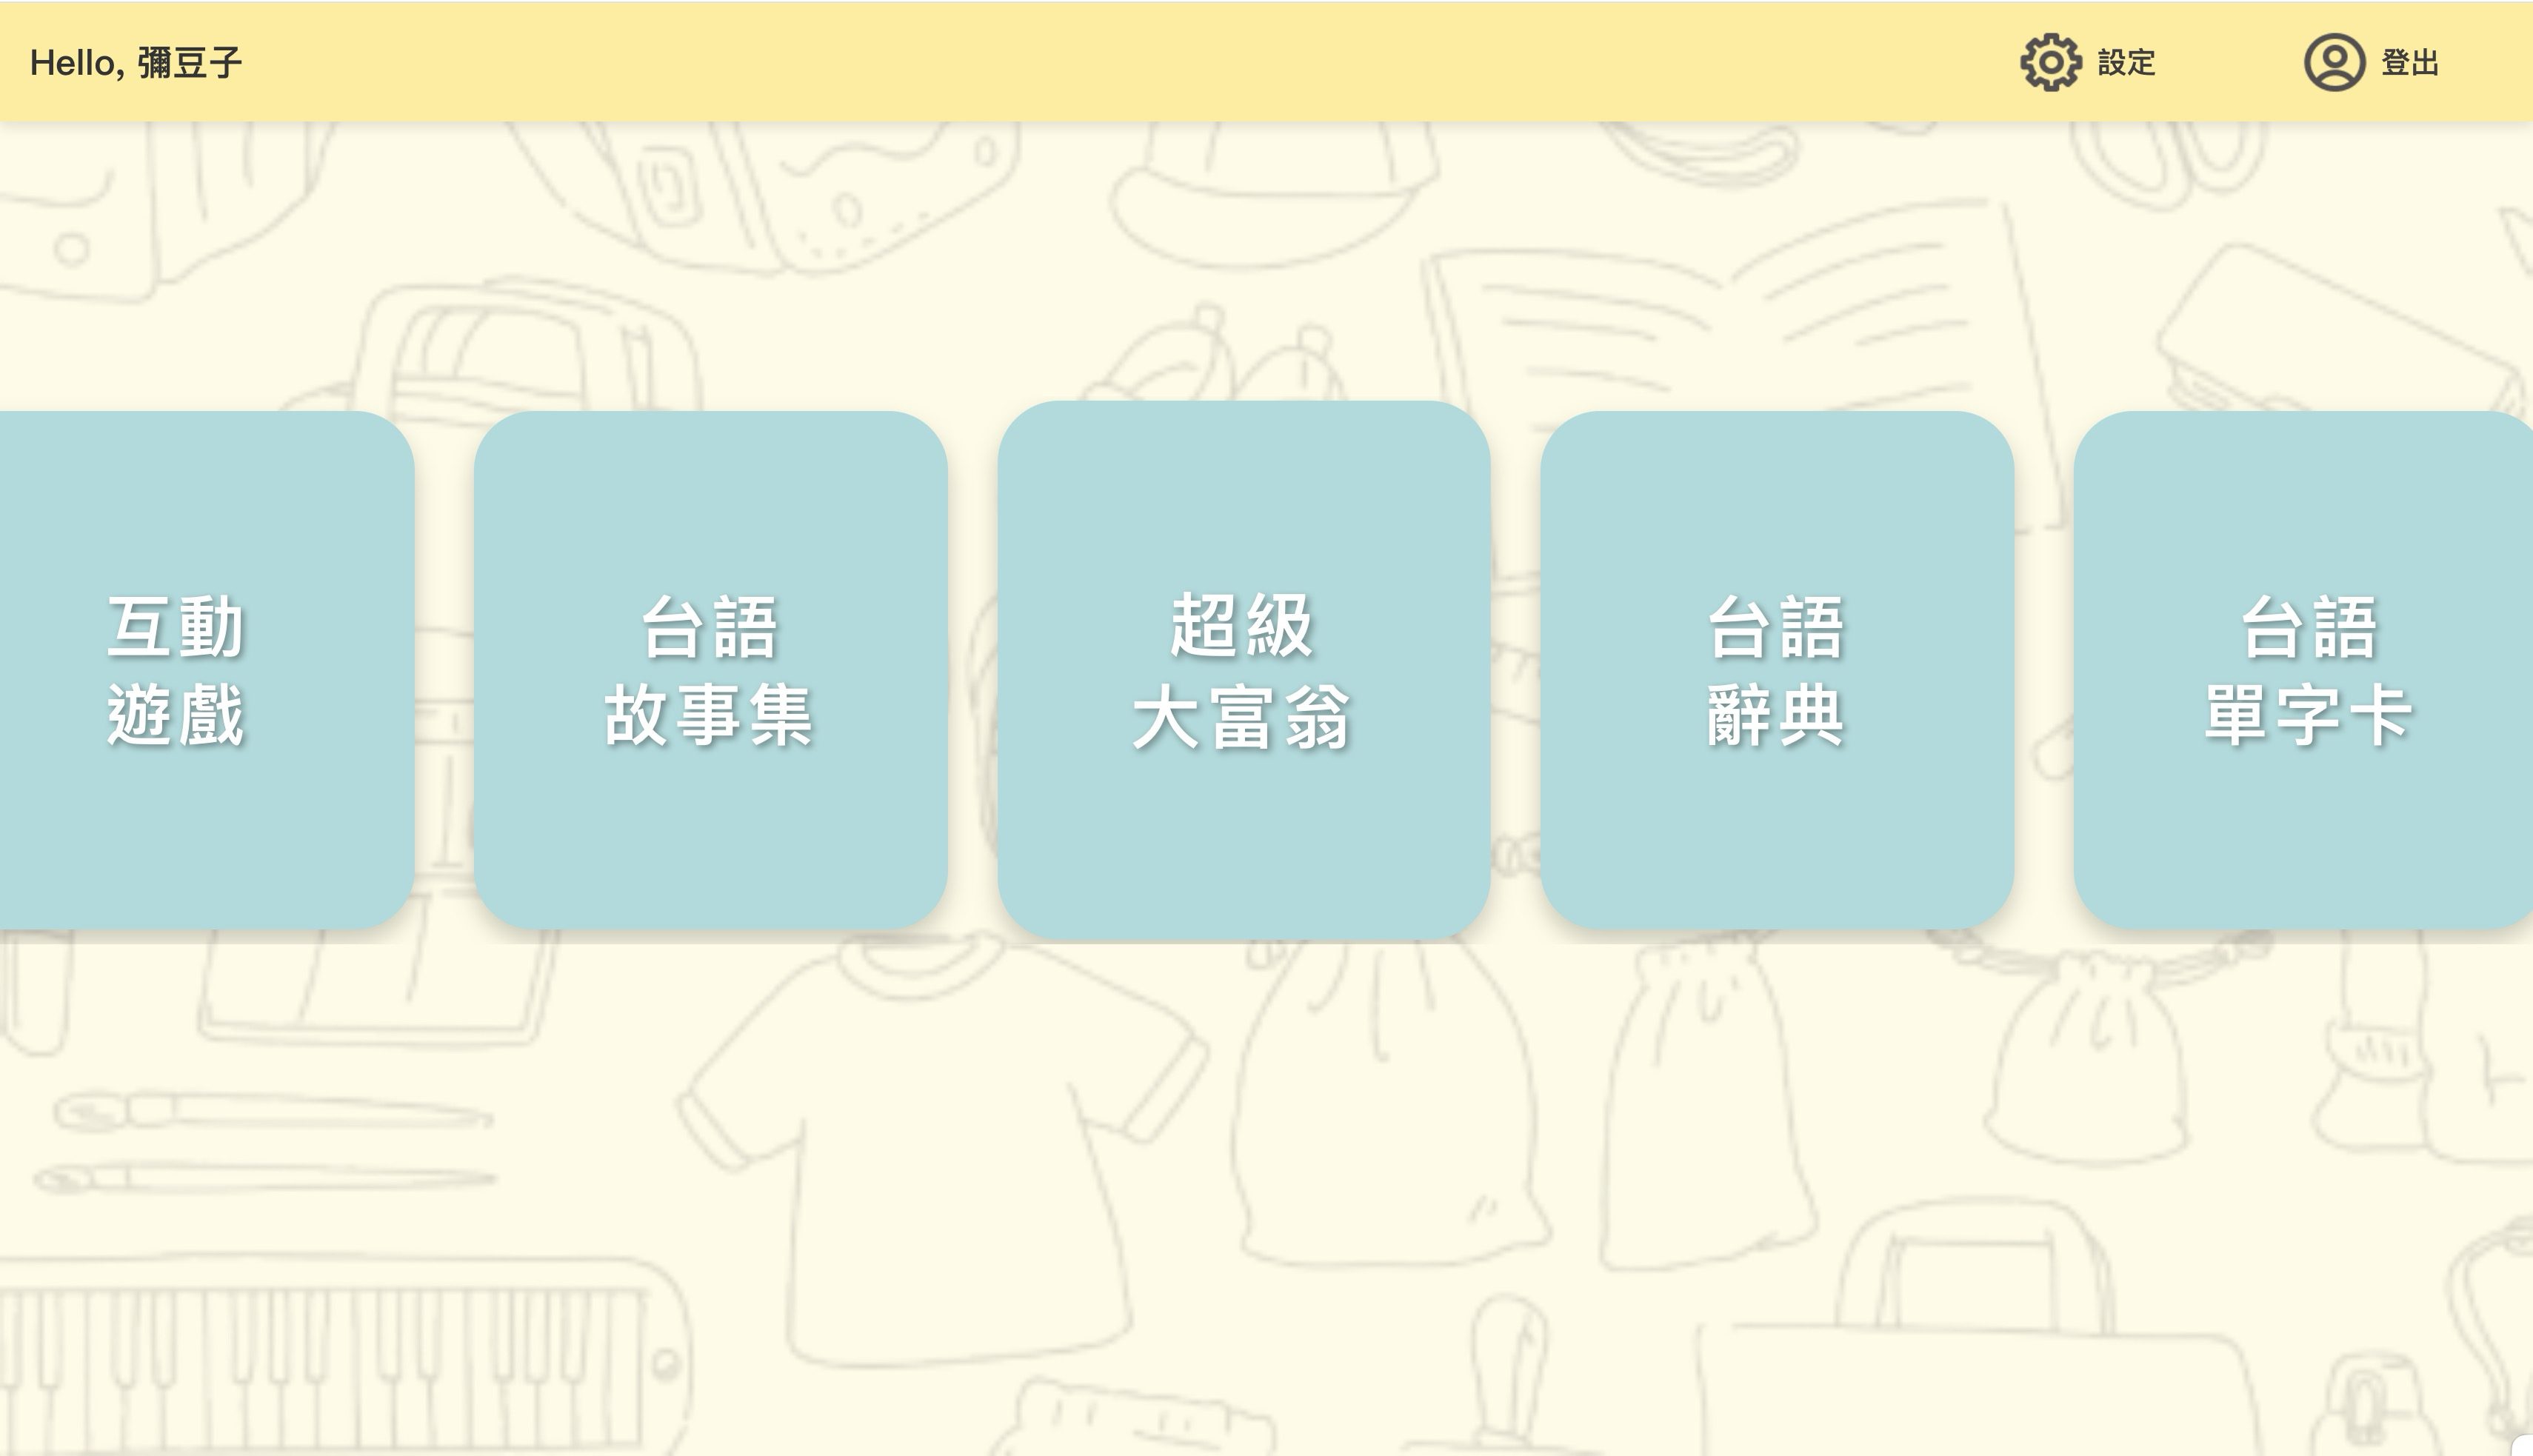 Hello, 彌豆子
設定
登出
互動
遊戲
台語
故事集
超級
大富翁
台語
辭典
台語
單字卡